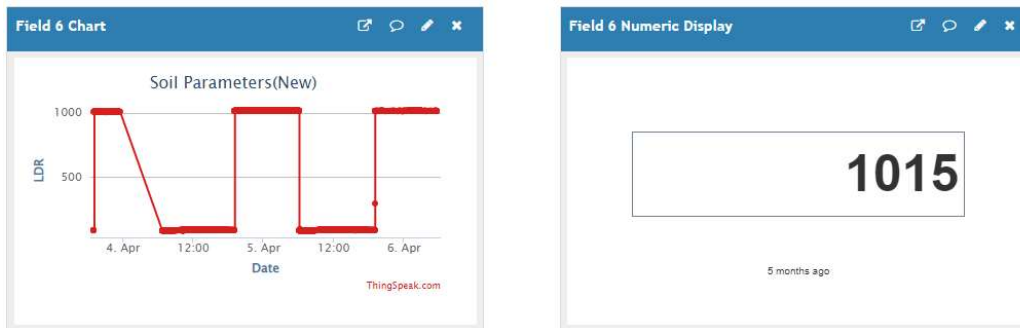 Field 6 Chart
Soil Parameters(New)
1000
500
LDR
4. Apr 12:00 5. Apr 12:00 6. Apr
Date
ThingSpeak.com
Field 6 Numeric Display
1015
5 months ago